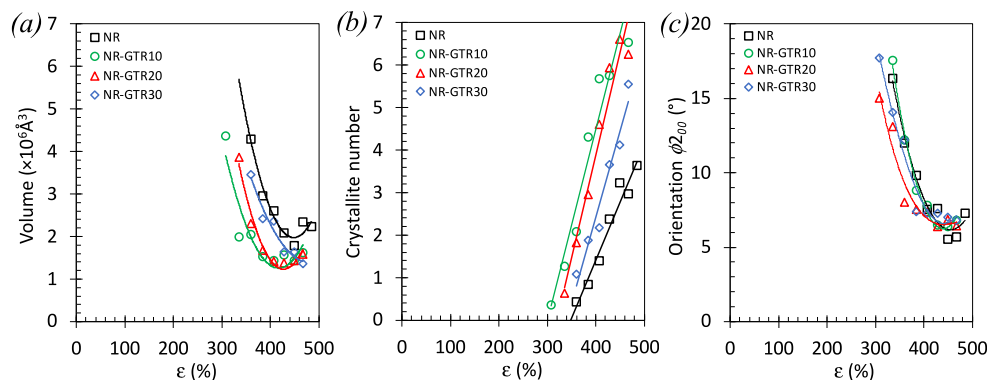 (a)
7
6
5
4
3
2
1
0
Volume (×10⁶Å³)
NR
NR-GTR10
NR-GTR20
NR-GTR30
0 100 200 300 400 500
ε (%)
(b)
7
6
5
4
3
2
1
0
Crystallite number
NR
NR-GTR10
NR-GTR20
NR-GTR30
0 100 200 300 400 500
ε (%)
(c)
20
15
10
5
0
Orientation φ2₀₀ (°)
NR
NR-GTR10
NR-GTR20
NR-GTR30
0 100 200 300 400 500
ε (%)